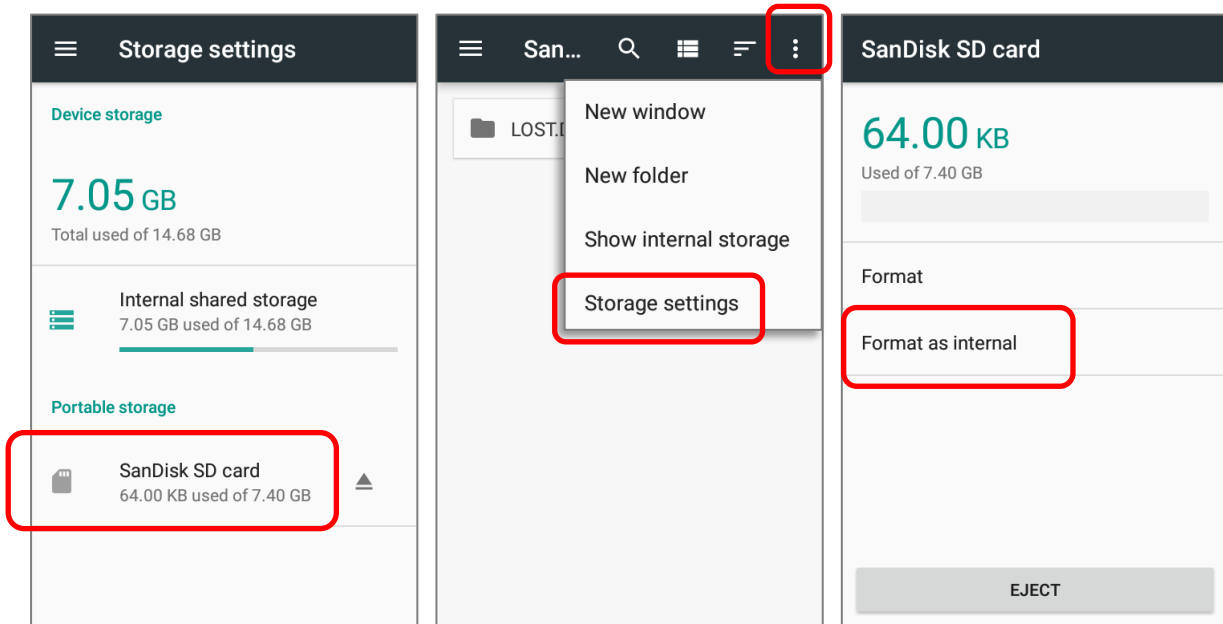 Storage settings
Device storage
7.05 GB
Total used of 14.68 GB
Internal shared storage
7.05 GB used of 14.68 GB
Portable storage
SanDisk SD card
64.00 KB used of 7.40 GB
San...
LOST.
New window
New folder
Show internal storage
Storage settings
SanDisk SD card
64.00 KB
Used of 7.40 GB
Format
Format as internal
EJECT